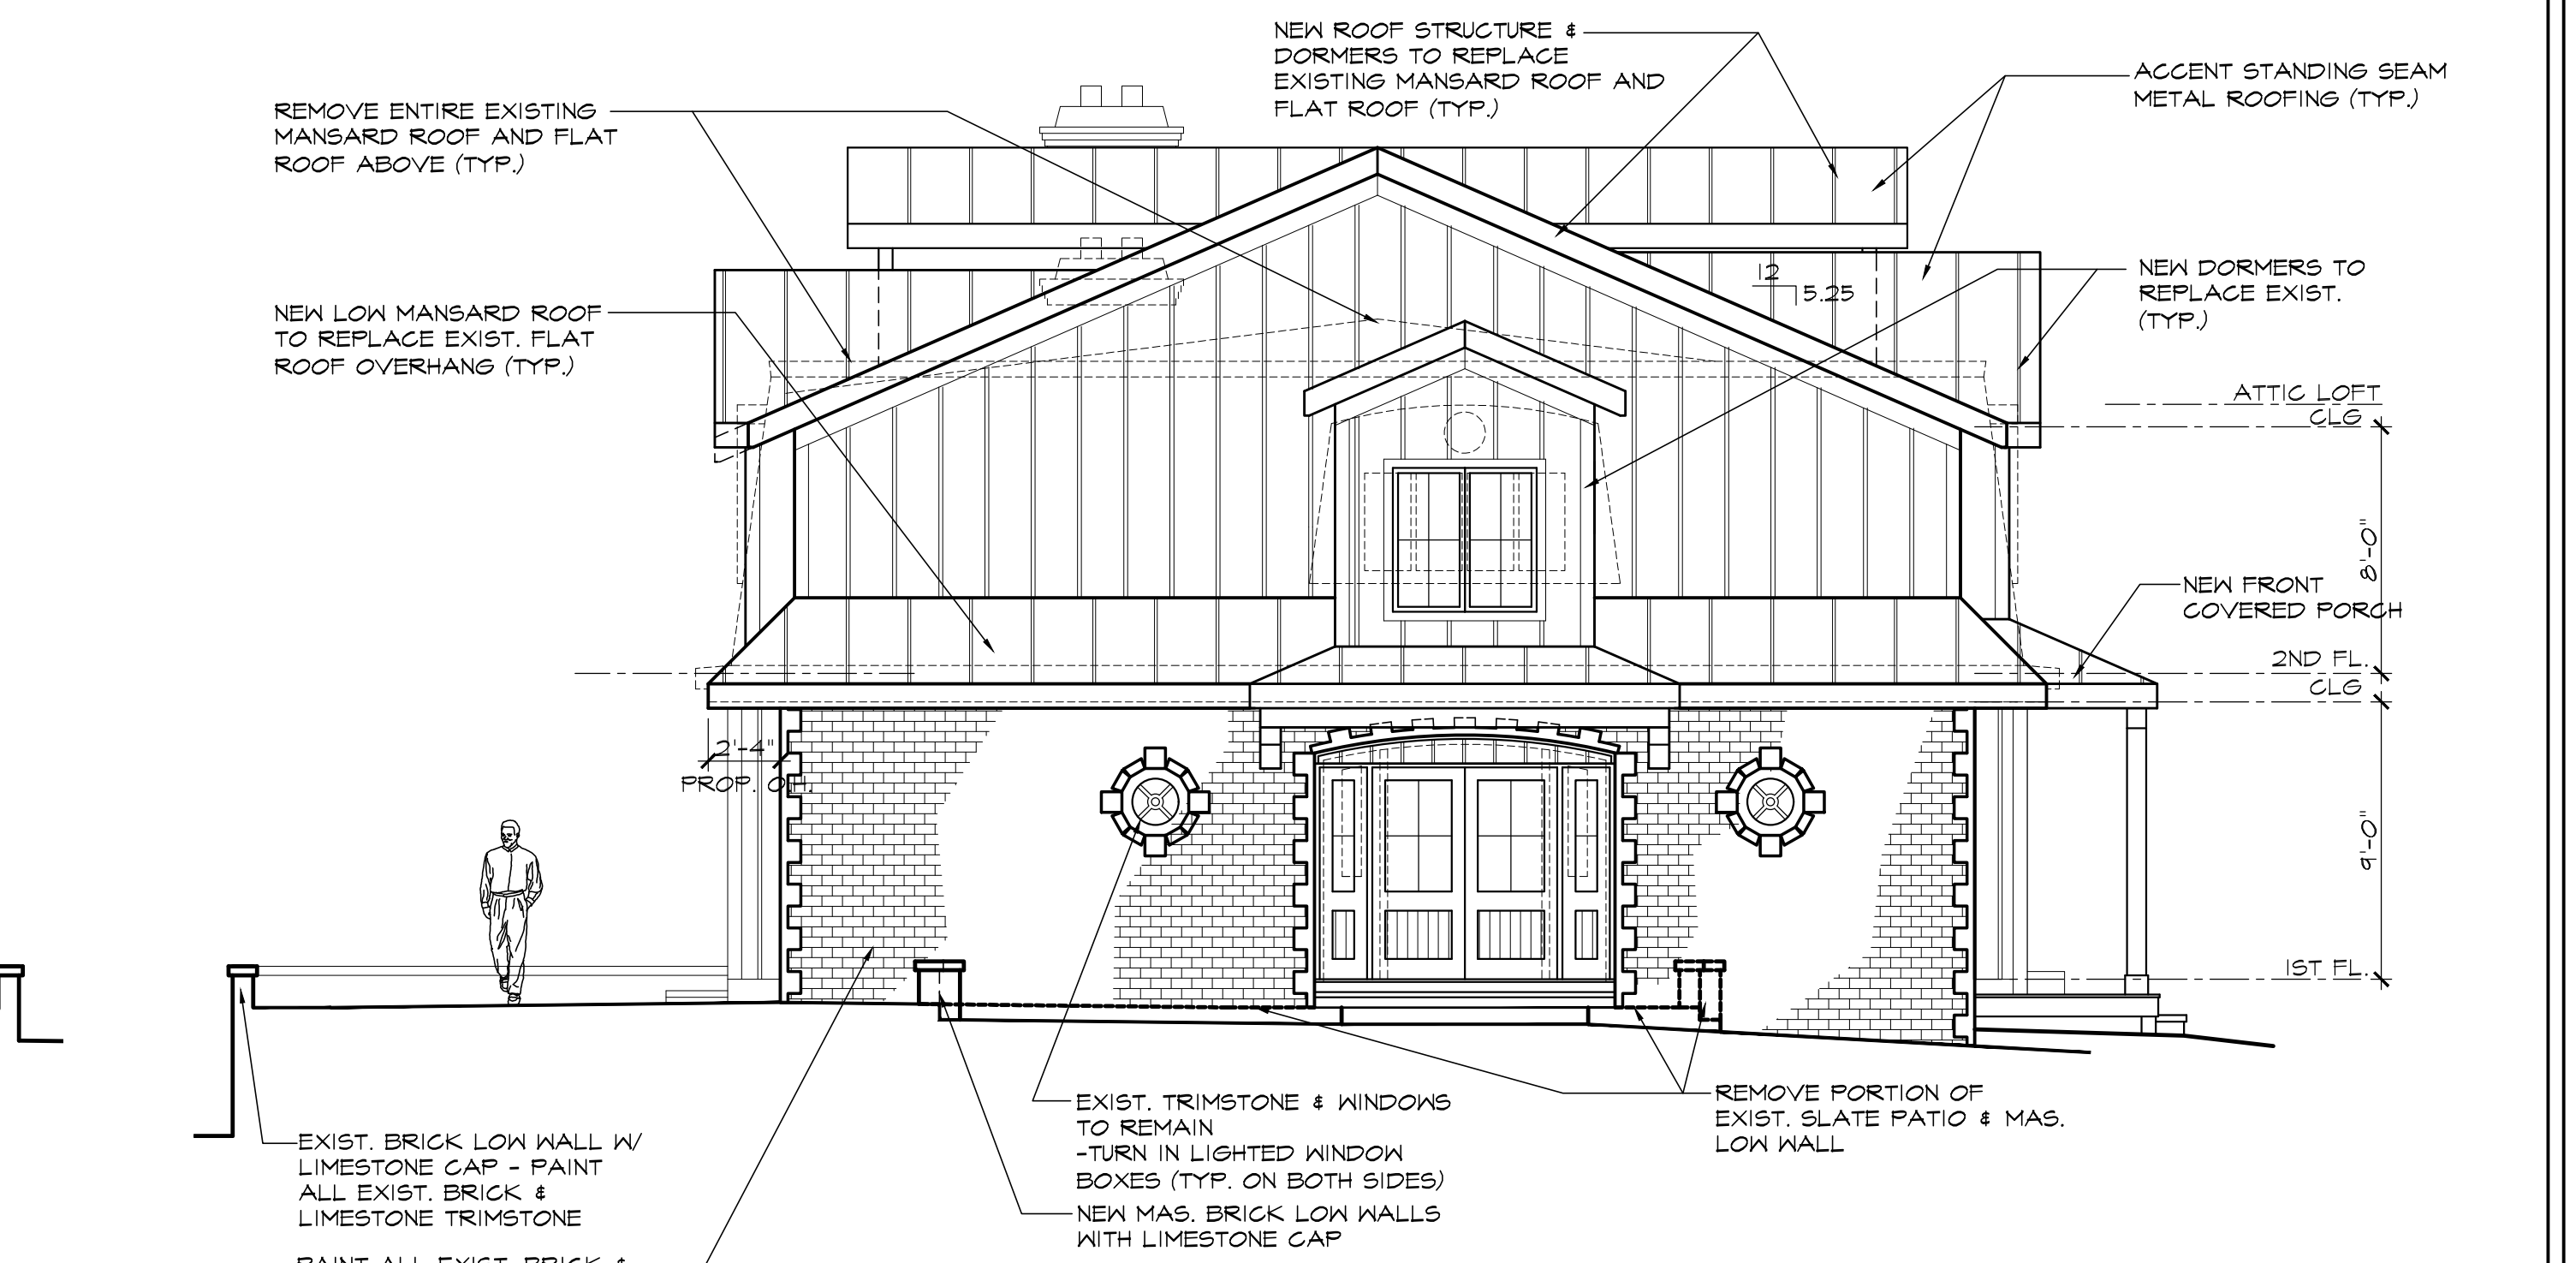 NEW ROOF STRUCTURE &
DORMERS TO REPLACE
EXISTING MANSARD ROOF AND
FLAT ROOF (TYP.)
ACCENT STANDING SEAM
METAL ROOFING (TYP.)
REMOVE ENTIRE EXISTING
MANSARD ROOF AND FLAT
ROOF ABOVE (TYP.)
NEW DORMERS TO
REPLACE EXIST.
(TYP.)
12
5.25
NEW LOW MANSARD ROOF
TO REPLACE EXIST. FLAT
ROOF OVERHANG (TYP.)
ATTIC LOFT
CLG
8'-0"
NEW FRONT
COVERED PORCH
2ND FL.
CLG
2'-4"
PROP. O.H.
9'-0"
1ST FL.
EXIST. TRIMSTONE & WINDOWS
TO REMAIN
-TURN IN LIGHTED WINDOW
BOXES (TYP. ON BOTH SIDES)
NEW MAS. BRICK LOW WALLS
WITH LIMESTONE CAP
REMOVE PORTION OF
EXIST. SLATE PATIO & MAS.
LOW WALL
EXIST. BRICK LOW WALL W/
LIMESTONE CAP - PAINT
ALL EXIST. BRICK &
LIMESTONE TRIMSTONE
PAINT ALL EXIST. BRICK &